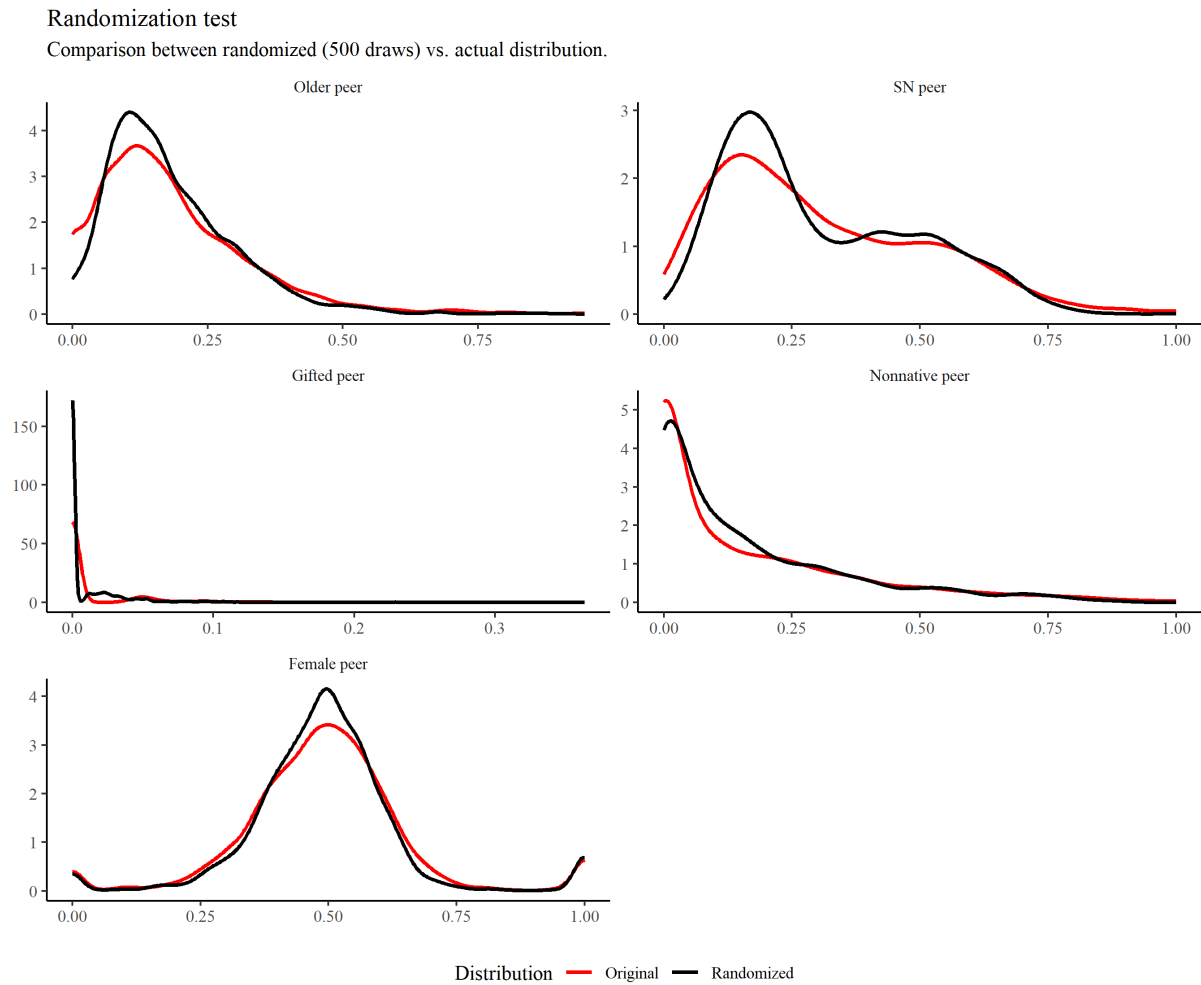 Randomization test
Comparison between randomized (500 draws) vs. actual distribution.
Older peer
4
3
2
1
0
0.00 0.25 0.50 0.75
SN peer
3
2
1
0
0.00 0.25 0.50 0.75 1.00
Gifted peer
150
100
50
0
0.0 0.1 0.2 0.3
Nonnative peer
5
4
3
2
1
0
0.00 0.25 0.50 0.75 1.00
Female peer
4
3
2
1
0
0.00 0.25 0.50 0.75 1.00
Distribution Original Randomized